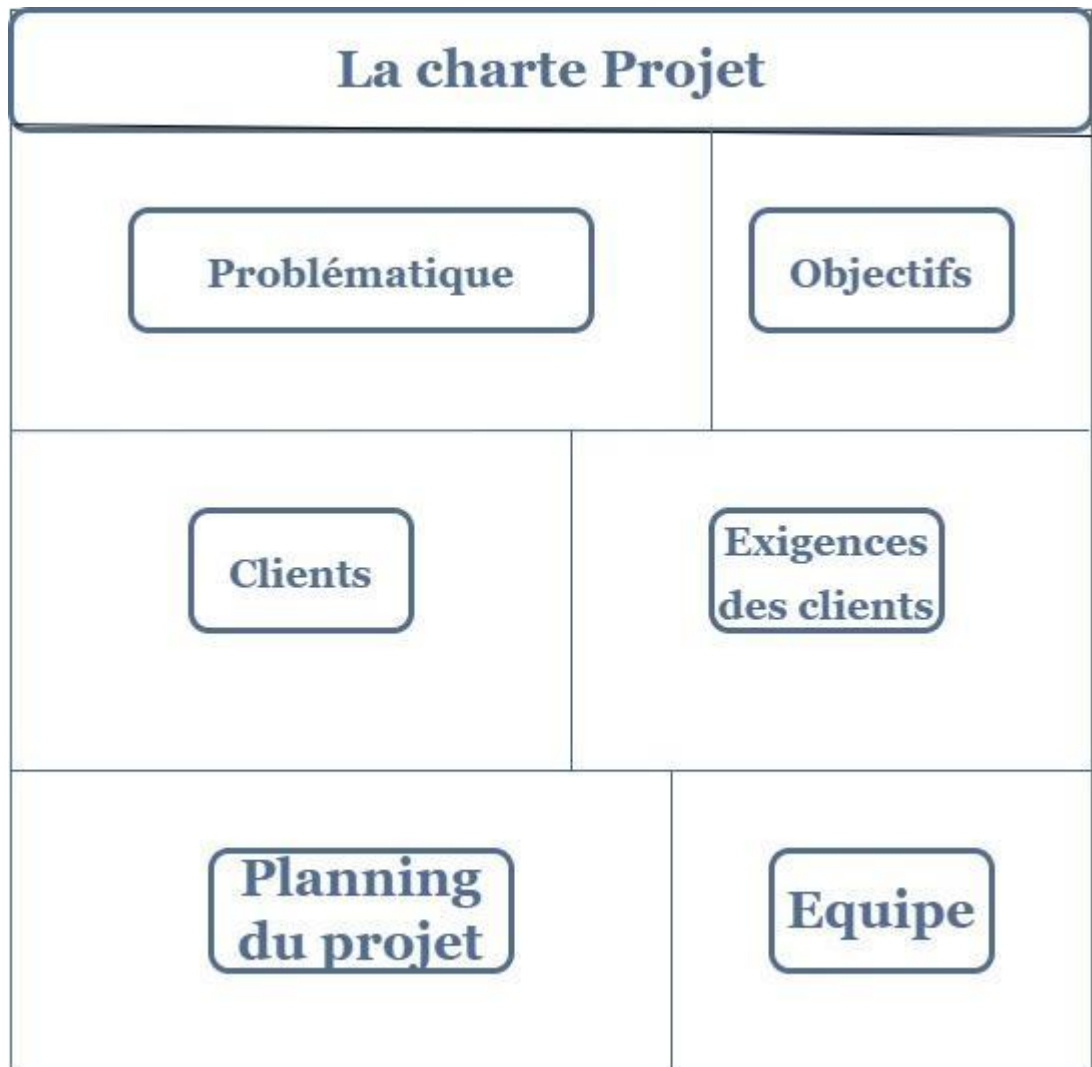 La charte Projet
Problématique
Objectifs
Clients
Exigences
des clients
Planning
du projet
Equipe